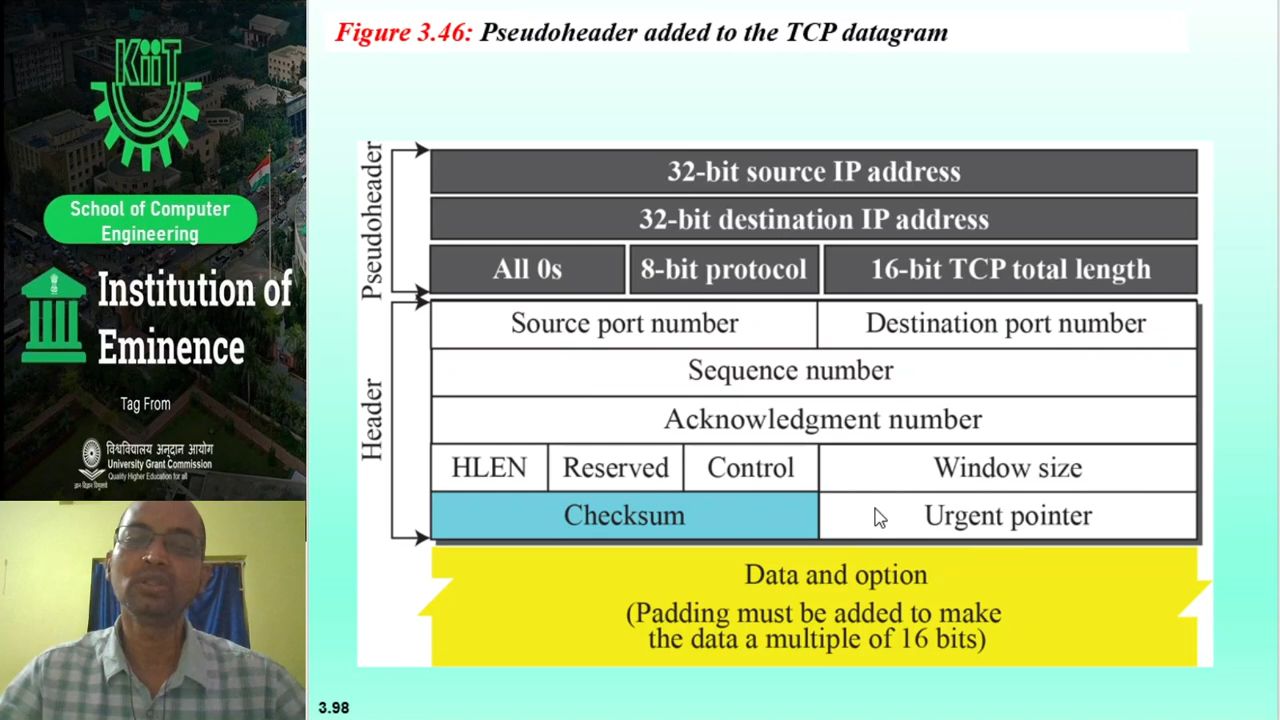 Figure 3.46: Pseudoheader added to the TCP datagram
KiiT
School of Computer
Engineering
Institution of
Eminence
Tag From
विश्वविद्यालय अनुदान आयोग
University Grant Commission
Quality Higher Education for all
ज्ञान विज्ञान विमुक्तये
Pseudoheader
32-bit source IP address
32-bit destination IP address
All 0s 8-bit protocol 16-bit TCP total length
Header
Source port number Destination port number
Sequence number
Acknowledgment number
HLEN Reserved Control Window size
Checksum Urgent pointer
Data and option
(Padding must be added to make
the data a multiple of 16 bits)
3.98